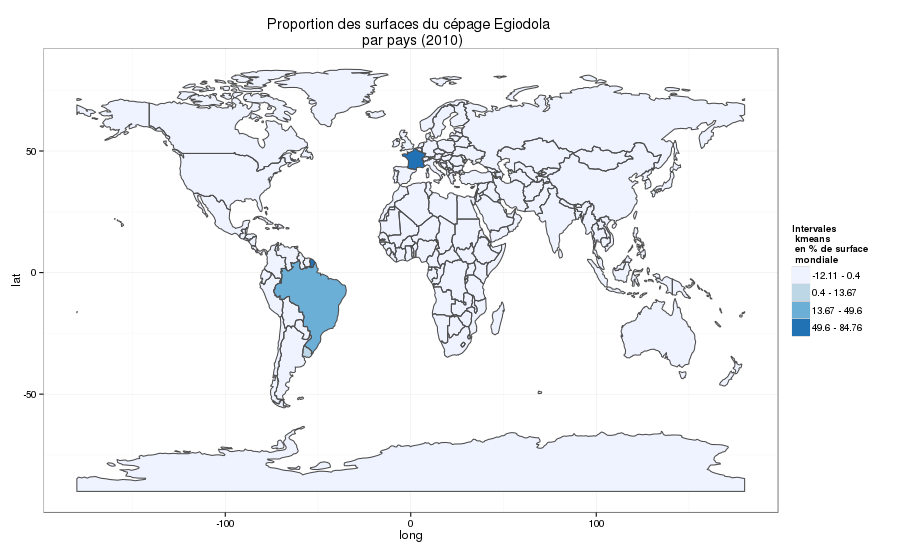 Proportion des surfaces du cépage Egiodola
par pays (2010)
50
0
-50
lat
-100
0
100
long
Intervales
kmeans
en % de surface
mondiale
-12.11 - 0.4
0.4 - 13.67
13.67 - 49.6
49.6 - 84.76